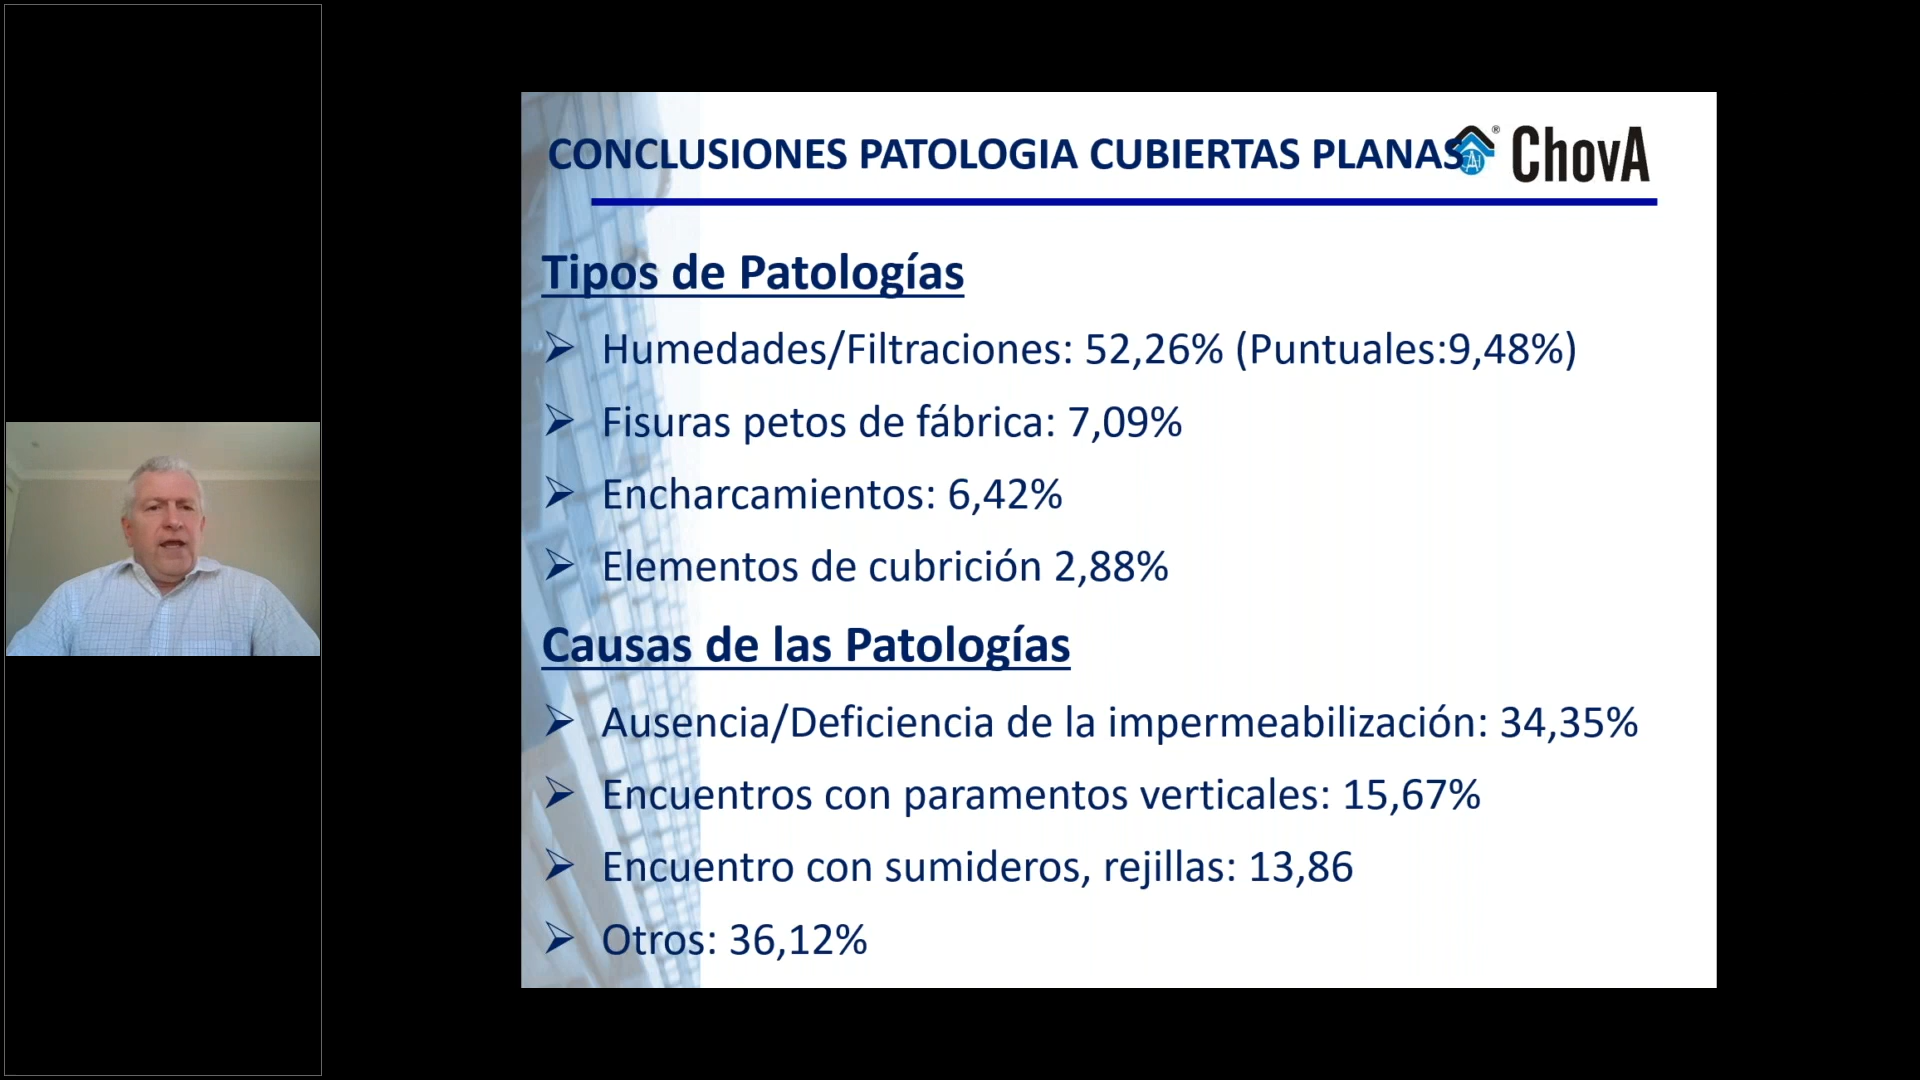 CONCLUSIONES PATOLOGIA CUBIERTAS PLANAS
® ChovA
Tipos de Patologías
Humedades/Filtraciones: 52,26% (Puntuales:9,48%)
Fisuras petos de fábrica: 7,09%
Encharcamientos: 6,42%
Elementos de cubrición 2,88%
Causas de las Patologías
Ausencia/Deficiencia de la impermeabilización: 34,35%
Encuentros con paramentos verticales: 15,67%
Encuentro con sumideros, rejillas: 13,86
Otros: 36,12%